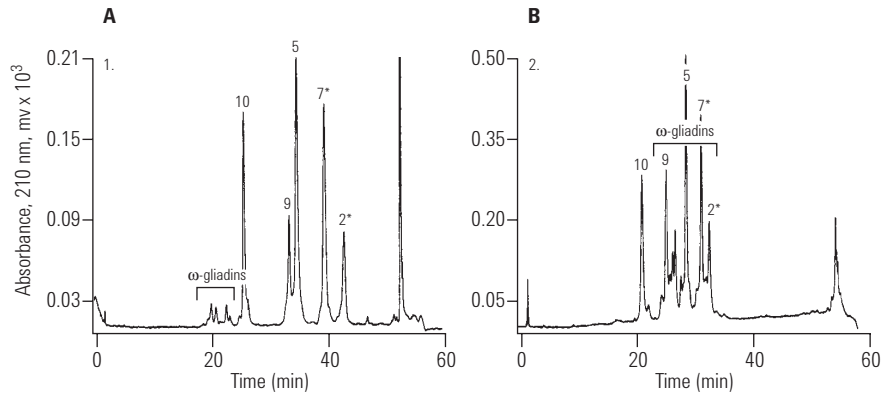 A
Absorbance, 210 nm, mv x 10³
0.21
0.15
0.09
0.03
1.
ω-gliadins
10
9
5
7*
2*
0 20 40 60
Time (min)
B
0.50
0.35
0.20
0.05
2.
10
ω-gliadins
9
5
7*
2*
0 20 40 60
Time (min)